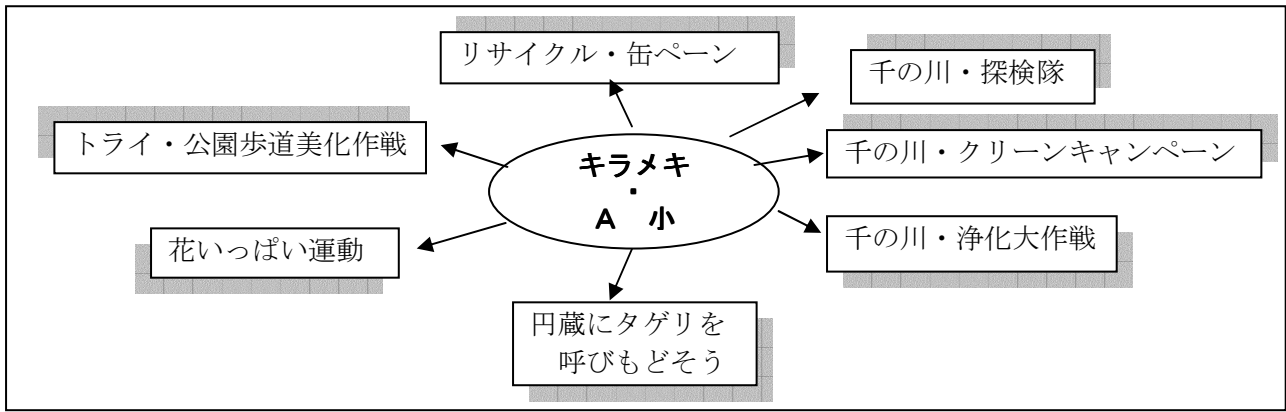 リサイクル・缶ペーン
千の川・探検隊
トライ・公園歩道美化作戦
千の川・クリーンキャンペーン
キラメキ
・
A 小
花いっぱい運動
千の川・浄化大作戦
円蔵にタゲリを
呼びもどそう